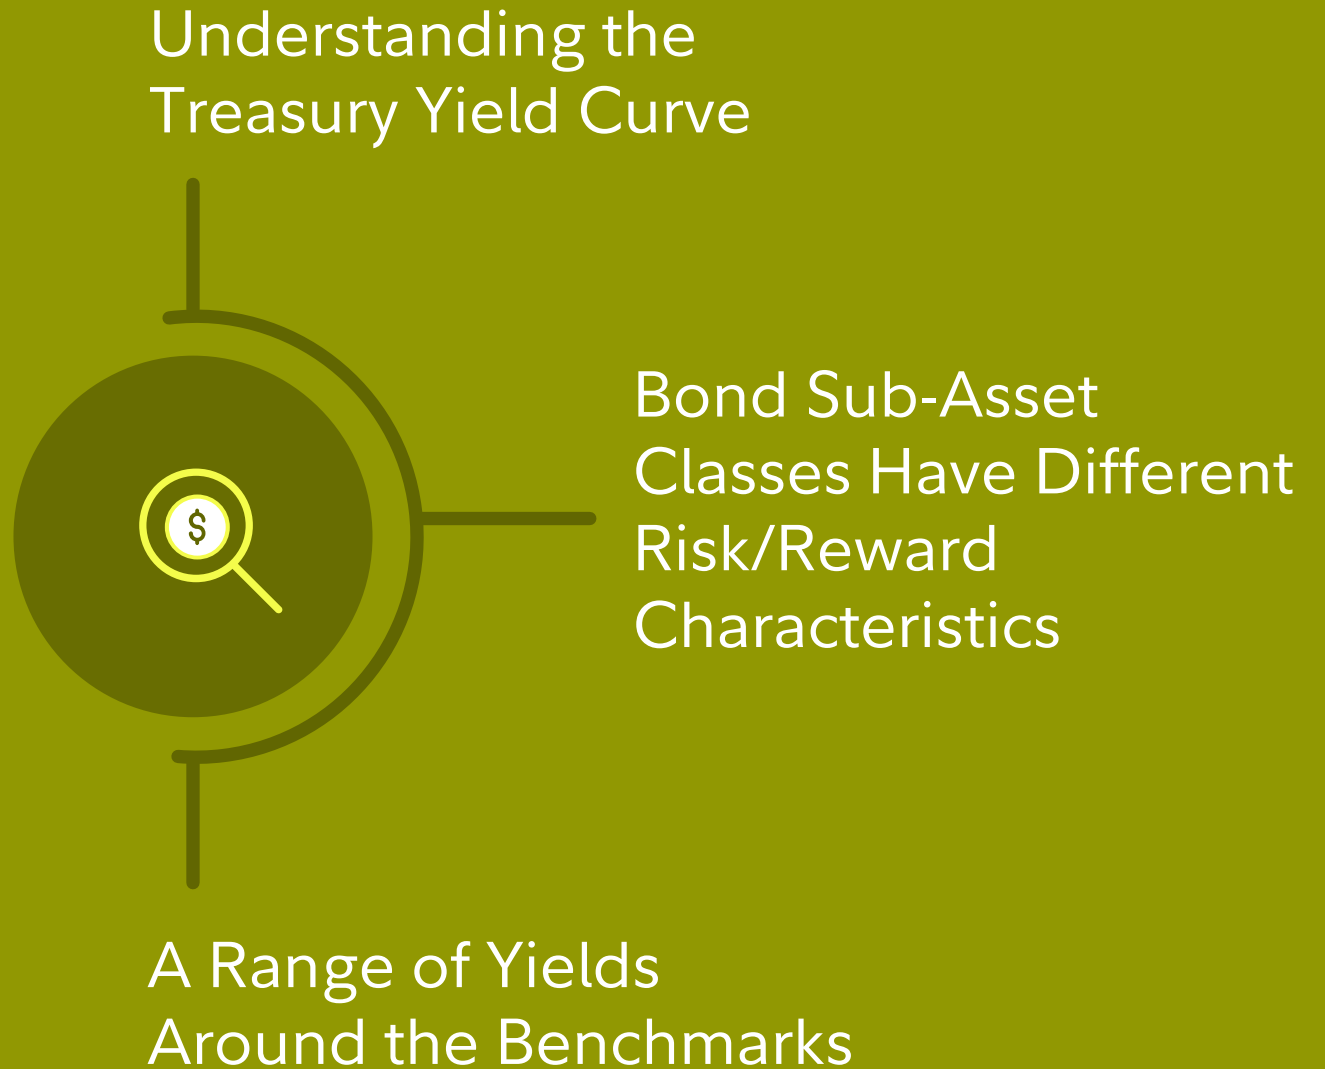 Understanding the
Treasury Yield Curve
$
Bond Sub-Asset
Classes Have Different
Risk/Reward
Characteristics
A Range of Yields
Around the Benchmarks